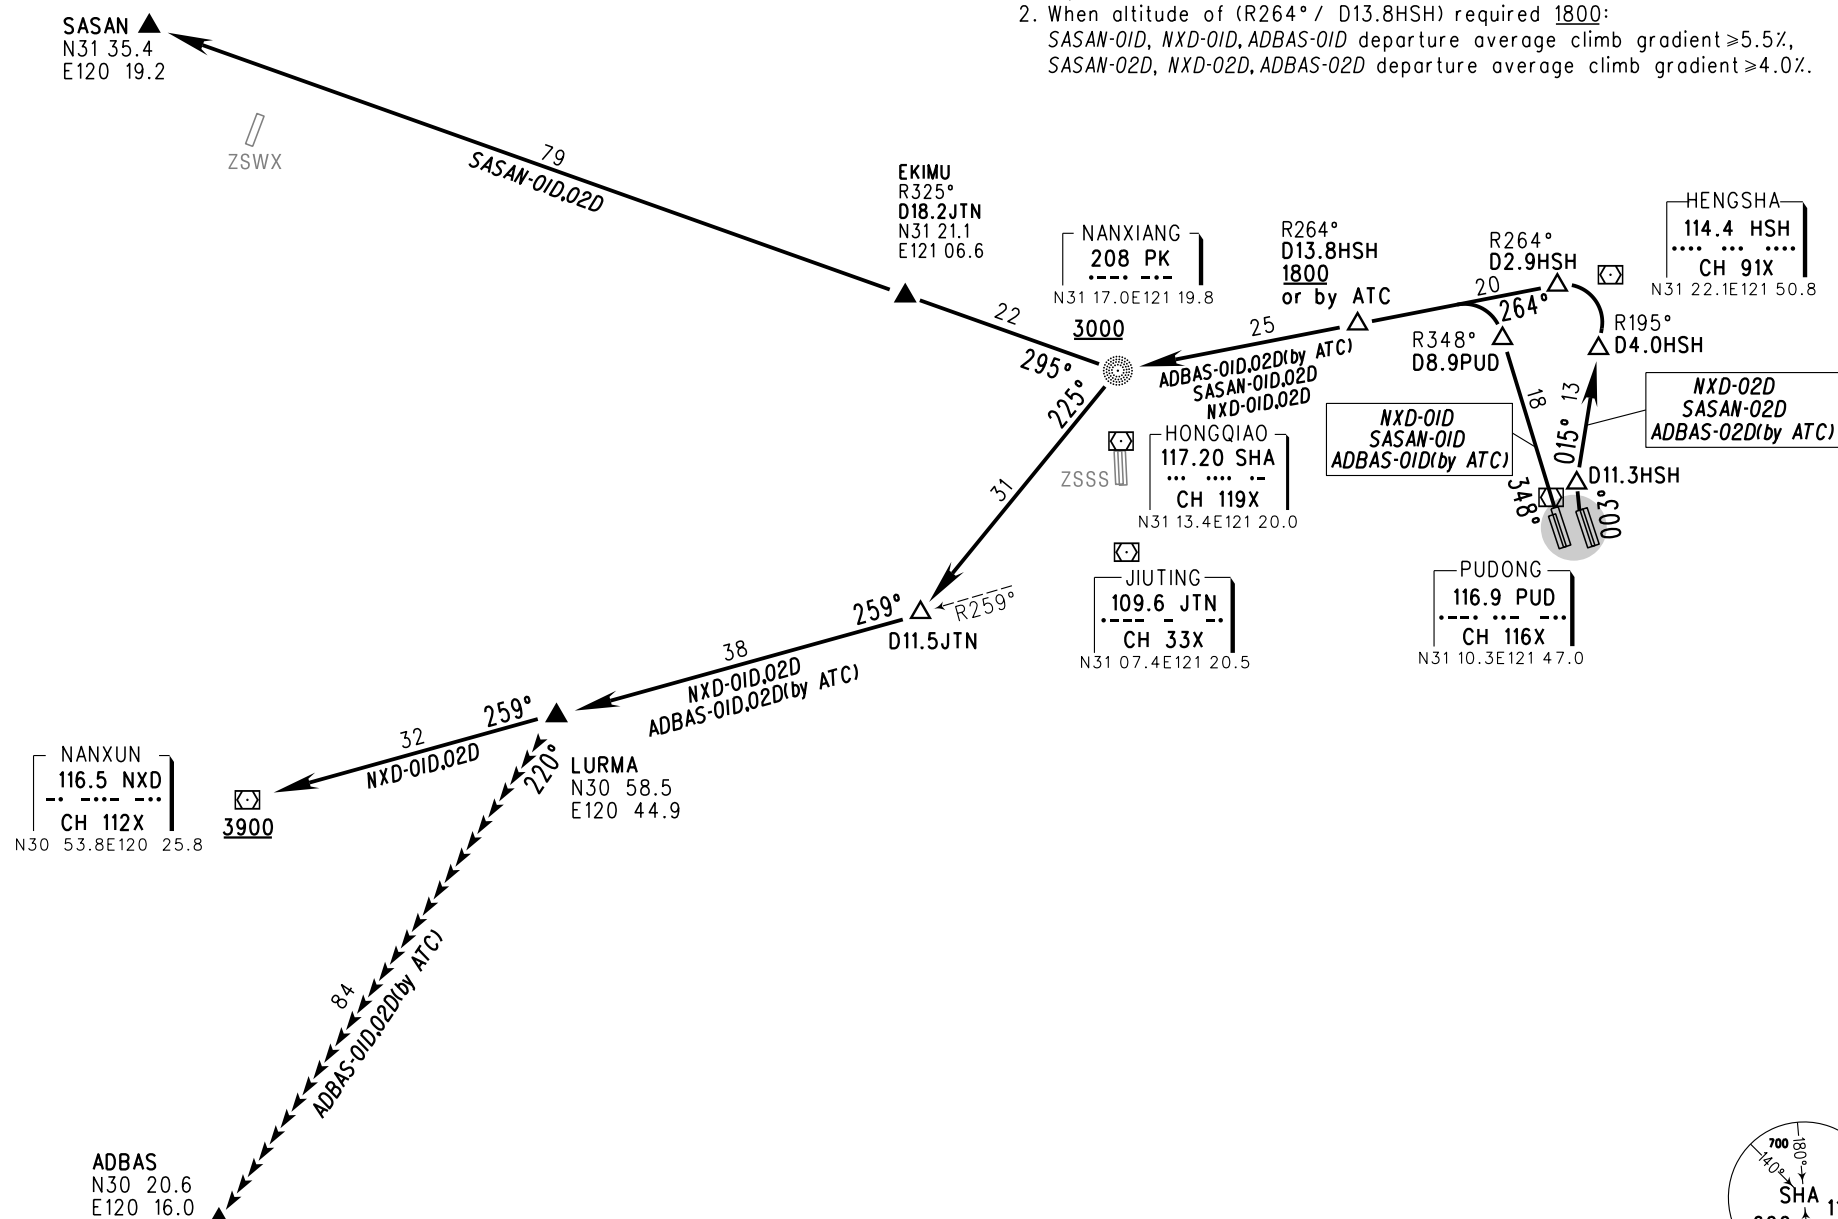 2. When altitude of (R264°/ D13.8HSH) required 1800:
SASAN-01D, NXD-01D, ADBAS-01D departure average climb gradient ≥5.5%,
SASAN-02D, NXD-02D, ADBAS-02D departure average climb gradient ≥4.0%.
SASAN
N31 35.4
E120 19.2
ZSWX
79
SASAN-01D,02D
EKIMU
R325°
D18.2JTN
N31 21.1
E121 06.6
22
295°
NANXIANG
208 PK
N31 17.0E121 19.8
3000
225°
R264°
D13.8HSH
1800
or by ATC
25
ADBAS-01D,02D(by ATC)
SASAN-01D,02D
NXD-01D,02D
R264°
D2.9HSH
20
264°
HENGSHA
114.4 HSH
CH 91X
N31 22.1E121 50.8
R195°
D4.0HSH
R348°
D8.9PUD
18
13
015°
NXD-02D
SASAN-02D
ADBAS-02D(by ATC)
NXD-01D
SASAN-01D
ADBAS-01D(by ATC)
D11.3HSH
348°
003°
HONGQIAO
117.20 SHA
CH 119X
N31 13.4E121 20.0
ZSSS
31
JIUTING
109.6 JTN
CH 33X
N31 07.4E121 20.5
PUDONG
116.9 PUD
CH 116X
N31 10.3E121 47.0
259°
R259°
D11.5JTN
38
NXD-01D,02D
ADBAS-01D,02D(by ATC)
259°
32
NXD-01D,02D
220°
LURMA
N30 58.5
E120 44.9
NANXUN
116.5 NXD
CH 112X
N30 53.8E120 25.8
3900
84
ADBAS-01D,02D(by ATC)
ADBAS
N30 20.6
E120 16.0
700
180°
140°
SHA